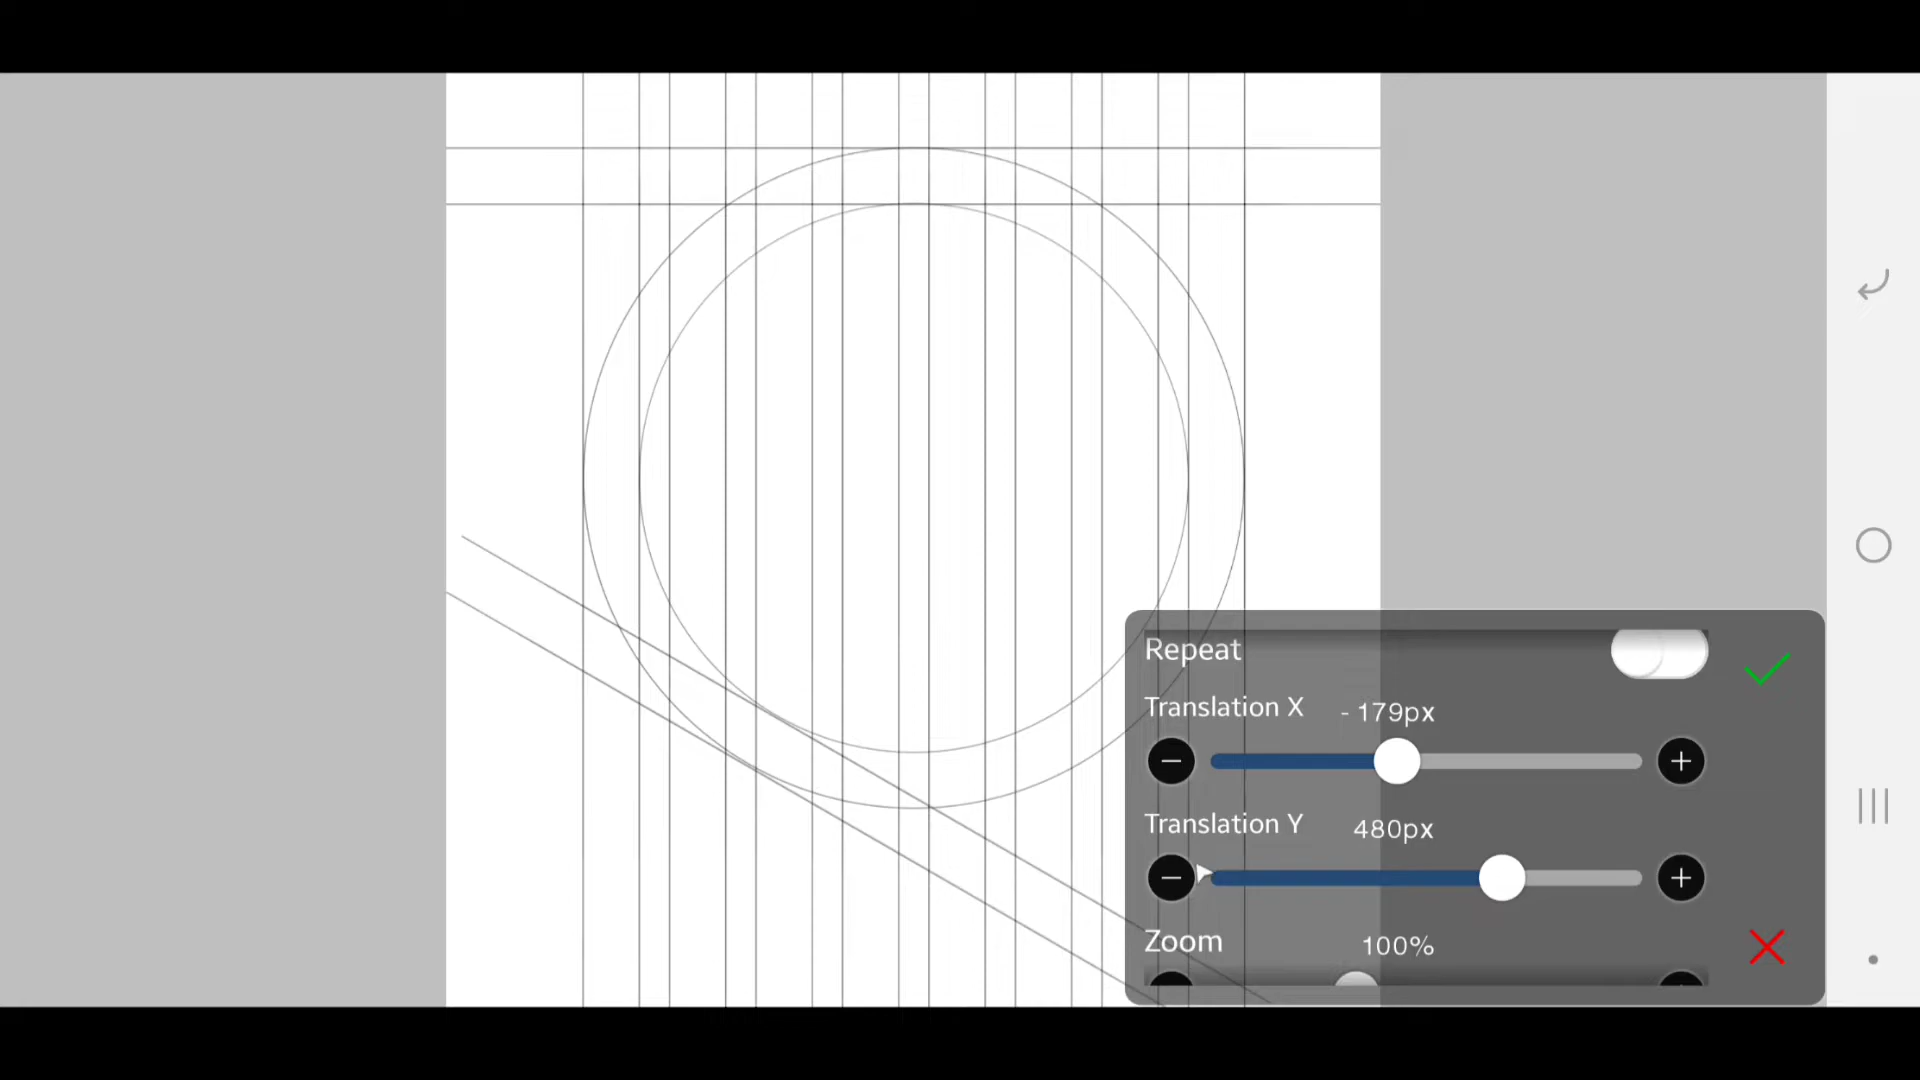 Repeat
Translation X - 179px
Translation Y 480px
Zoom 100%